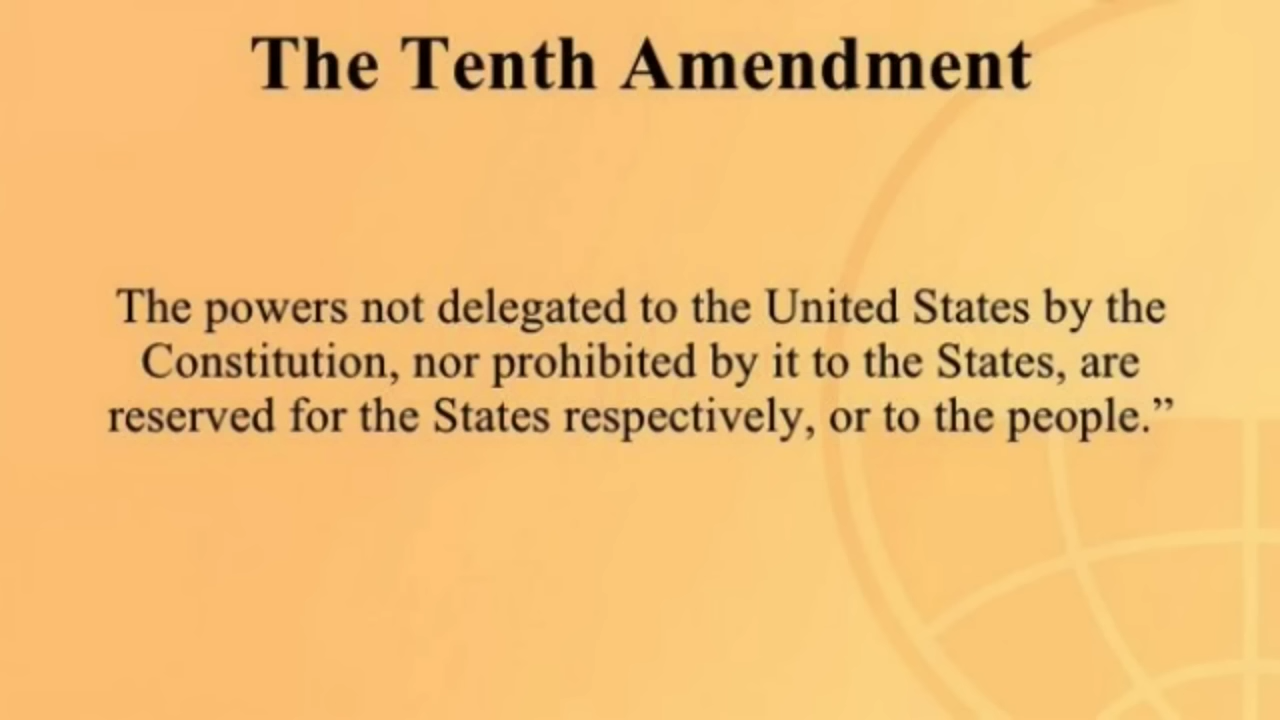 The Tenth Amendment
The powers not delegated to the United States by the
Constitution, nor prohibited by it to the States, are
reserved for the States respectively, or to the people.”